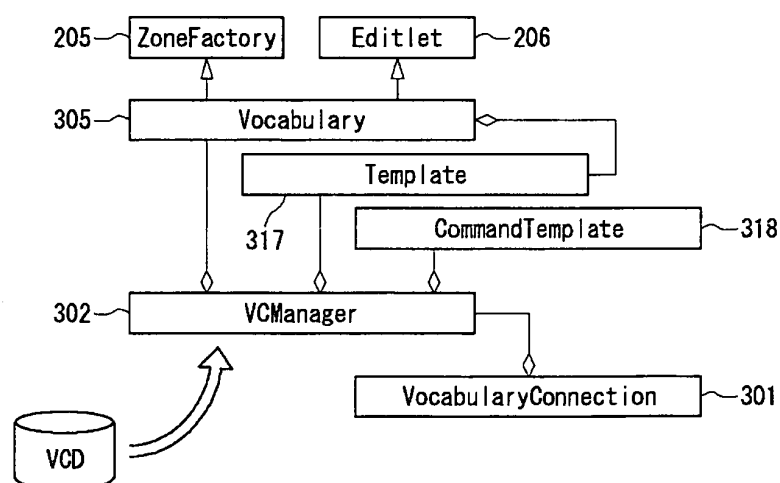 205 ZoneFactory Editlet 206
305 Vocabulary
Template
317
CommandTemplate 318
302 VCManager
VocabularyConnection 301
VCD